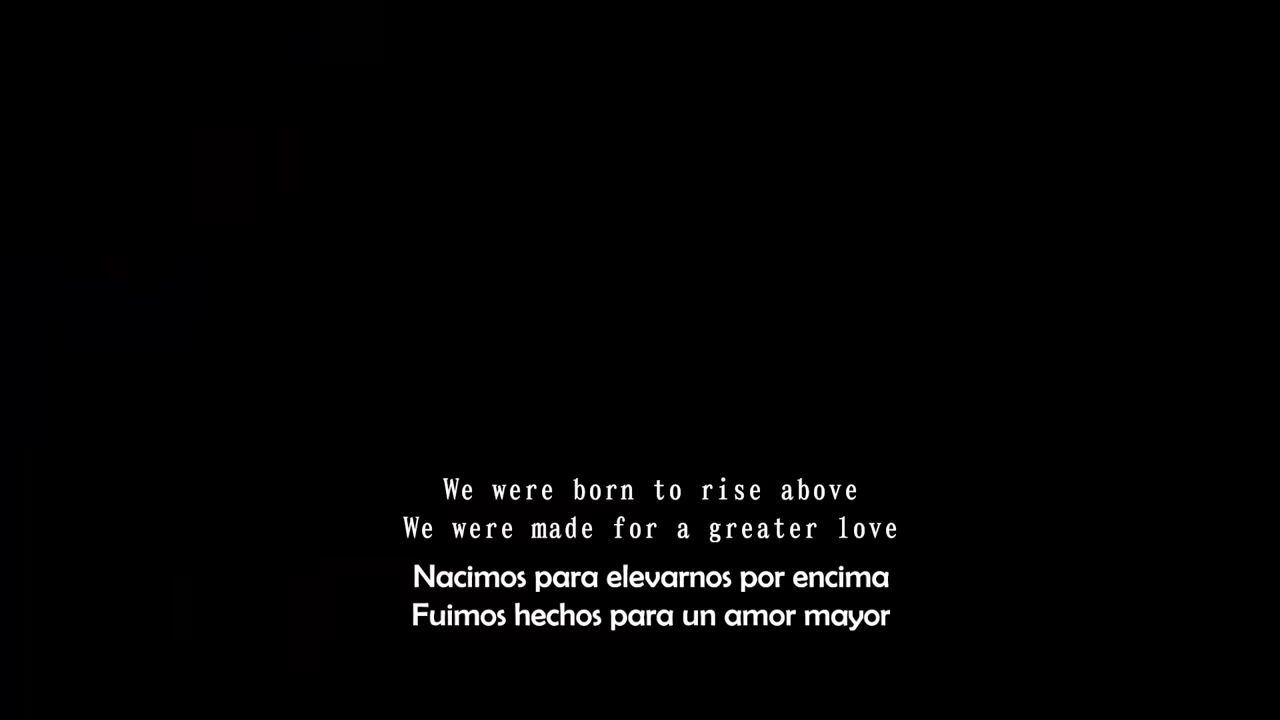 We were born to rise above
We were made for a greater love
Nacimos para elevarnos por encima
Fuimos hechos para un amor mayor